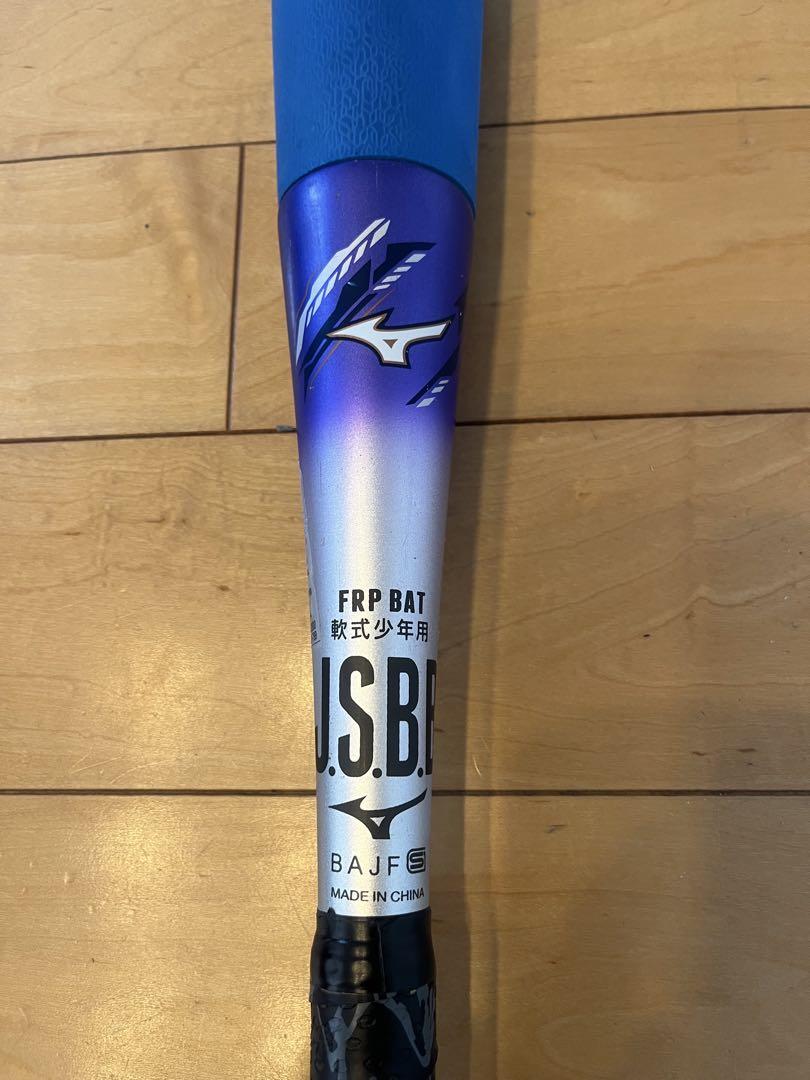 FRP BAT
軟式少年用
J.S.B.B
BAJF S
MADE IN CHINA